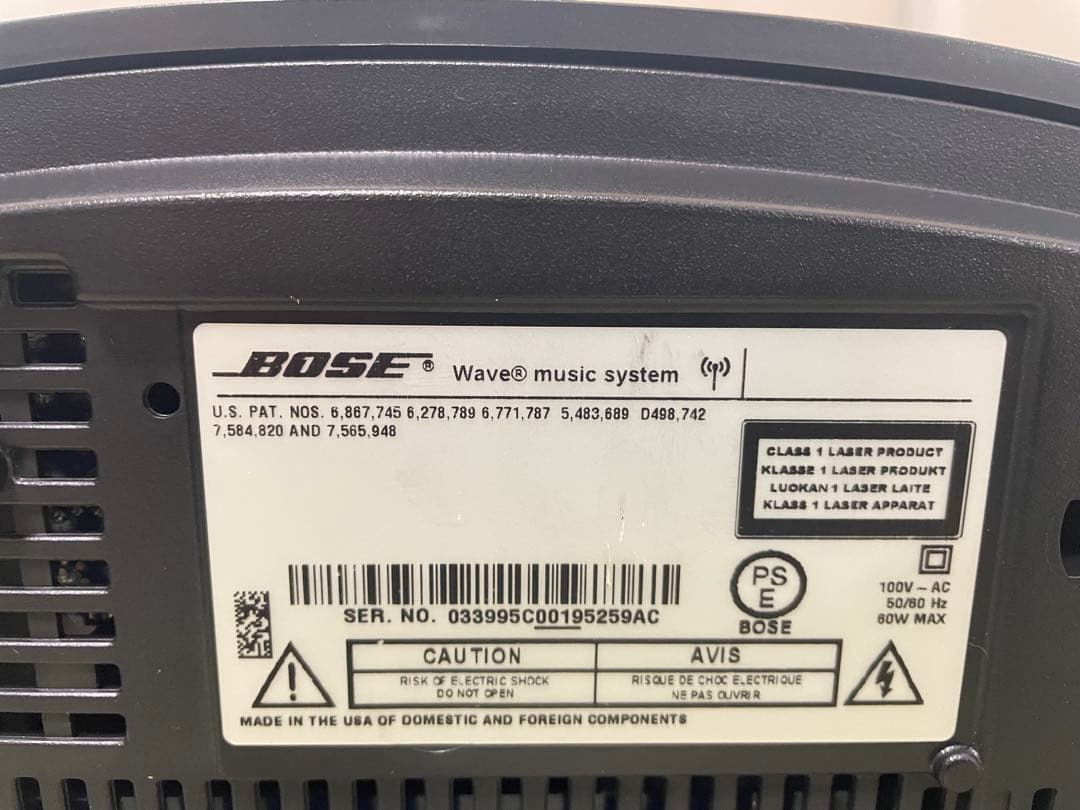 BOSE® Wave® music system
U.S. PAT. NOS. 6,867,745 6,278,789 6,771,787 5,483,689 D498,742
7,584,820 AND 7,565,948
CLASS 1 LASER PRODUCT
KLASSE 1 LASER PRODUKT
LUOKAN 1 LASER LAITE
KLASS 1 LASER APPARAT
SER. NO. 033995C00195259AC
PS
E
BOSE
100V ~ AC
50/60 Hz
60W MAX
CAUTION
RISK OF ELECTRIC SHOCK
DO NOT OPEN
AVIS
RISQUE DE CHOC ELECTRIQUE
NE PAS OUVRIR
MADE IN THE USA OF DOMESTIC AND FOREIGN COMPONENTS